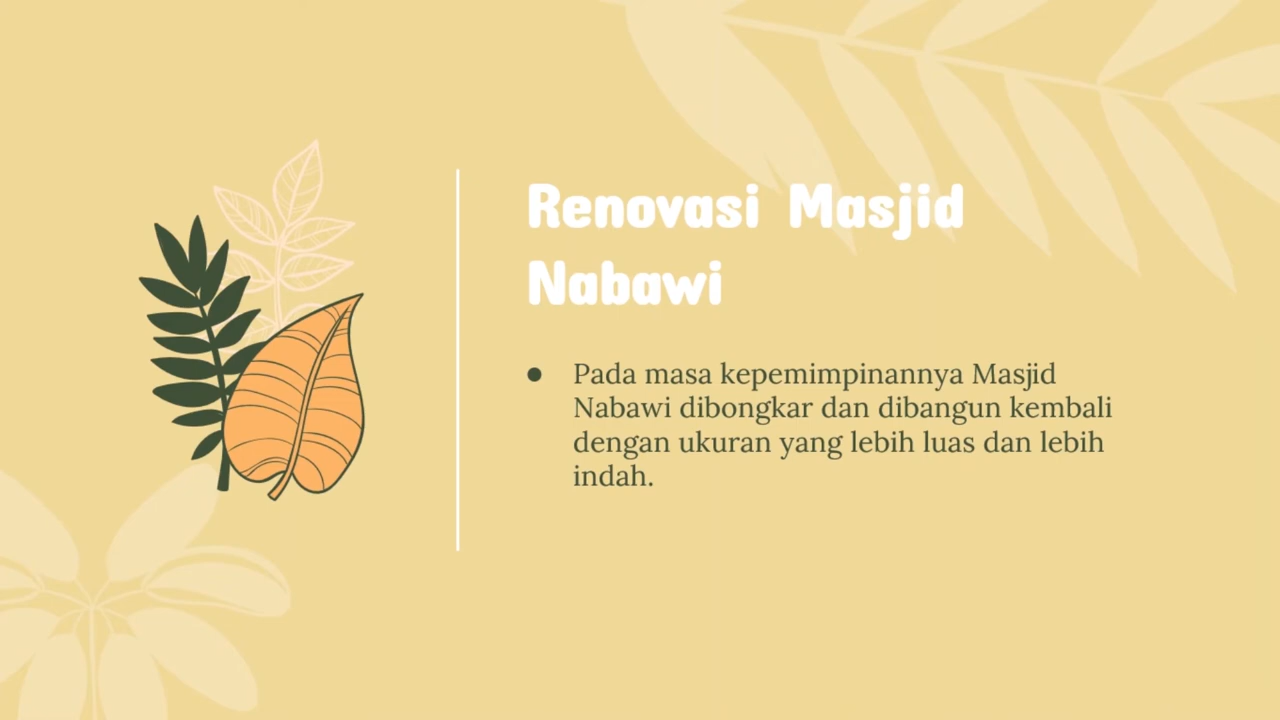 Renovasi Masjid
Nabawi
● Pada masa kepemimpinannya Masjid
Nabawi dibongkar dan dibangun kembali
dengan ukuran yang lebih luas dan lebih
indah.